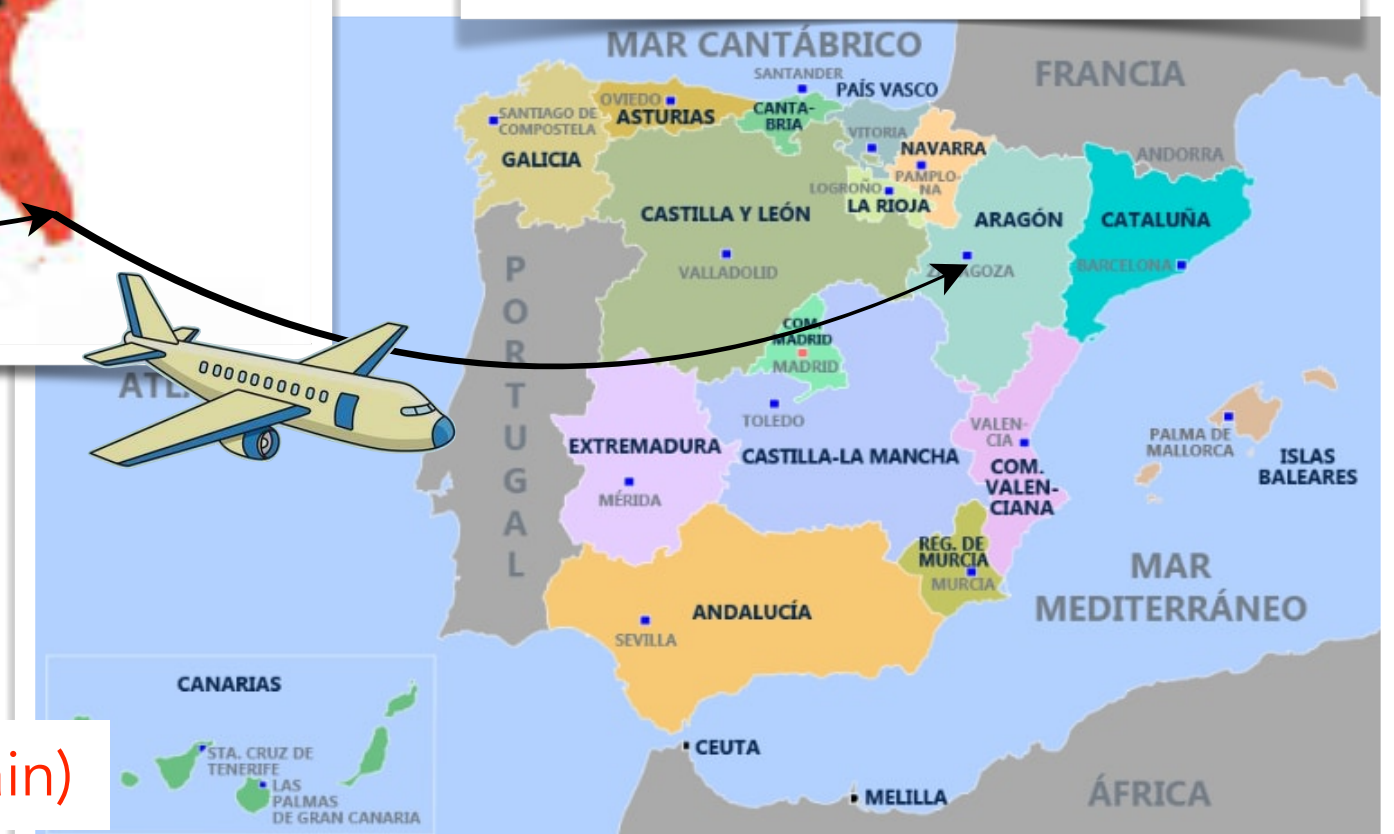 MAR CANTÁBRICO
FRANCIA
SANTANDER
PAÍS VASCO
OVIEDO
ASTURIAS
CANTA-
BRIA
SANTIAGO DE
COMPOSTELA
GALICIA
VITORIA
NAVARRA
PAMPLO-
NA
ANDORRA
LOGROÑO
LA RIOJA
CASTILLA Y LEÓN
VALLADOLID
ARAGÓN
CATALUÑA
BARCELONA
PORTUGAL
COM.
MADRID
MADRID
TOLEDO
EXTREMADURA
MÉRIDA
CASTILLA-LA MANCHA
VALEN-
CIA
COM.
VALEN-
CIANA
PALMA DE
MALLORCA
ISLAS
BALEARES
REG. DE
MURCIA
MURCIA
MAR
MEDITERRÁNEO
ANDALUCÍA
SEVILLA
CANARIAS
STA. CRUZ DE
TENERIFE
LAS
PALMAS
DE GRAN CANARIA
CEUTA
MELILLA
ÁFRICA
in)